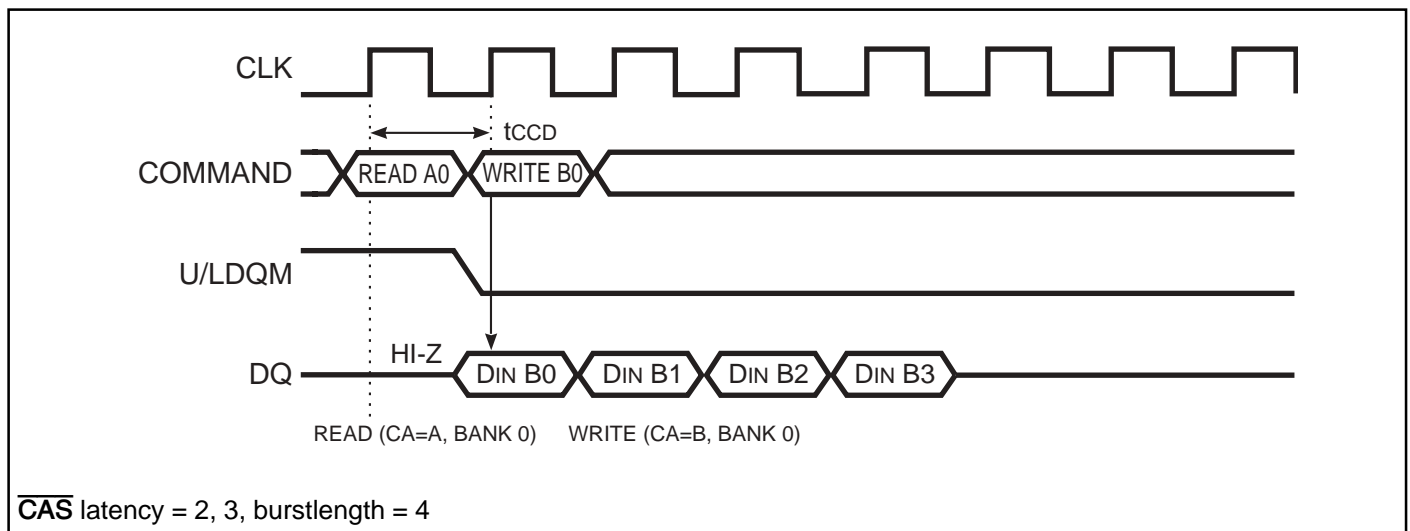 CLK
tCCD
COMMAND READ A0 WRITE B0
U/LDQM
HI-Z
DQ DIN B0 DIN B1 DIN B2 DIN B3
READ (CA=A, BANK 0) WRITE (CA=B, BANK 0)
CAS latency = 2, 3, burstlength = 4